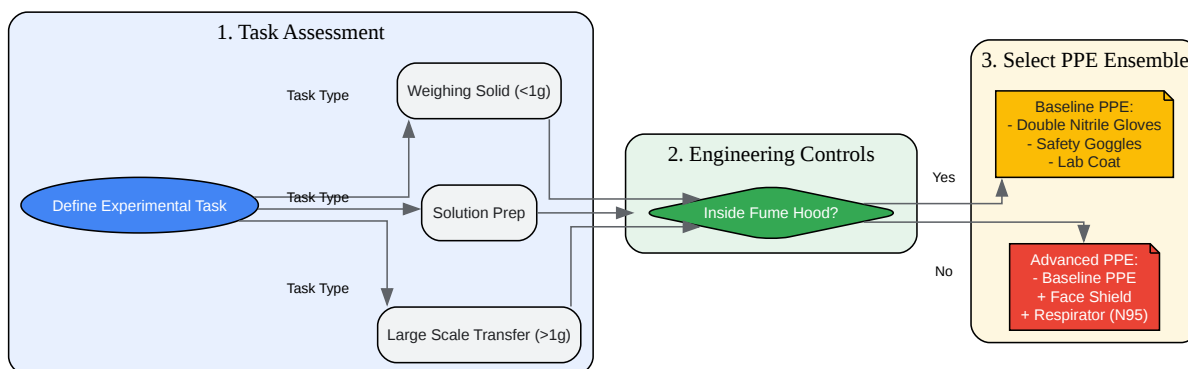 1. Task Assessment
Task Type
Weighing Solid (<1g)
Define Experimental Task
Task Type
Solution Prep
Task Type
Large Scale Transfer (>1g)
2. Engineering Controls
Inside Fume Hood?
Yes
No
3. Select PPE Ensemble
Baseline PPE:
- Double Nitrile Gloves
- Safety Goggles
- Lab Coat
Advanced PPE:
- Baseline PPE
+ Face Shield
+ Respirator (N95)